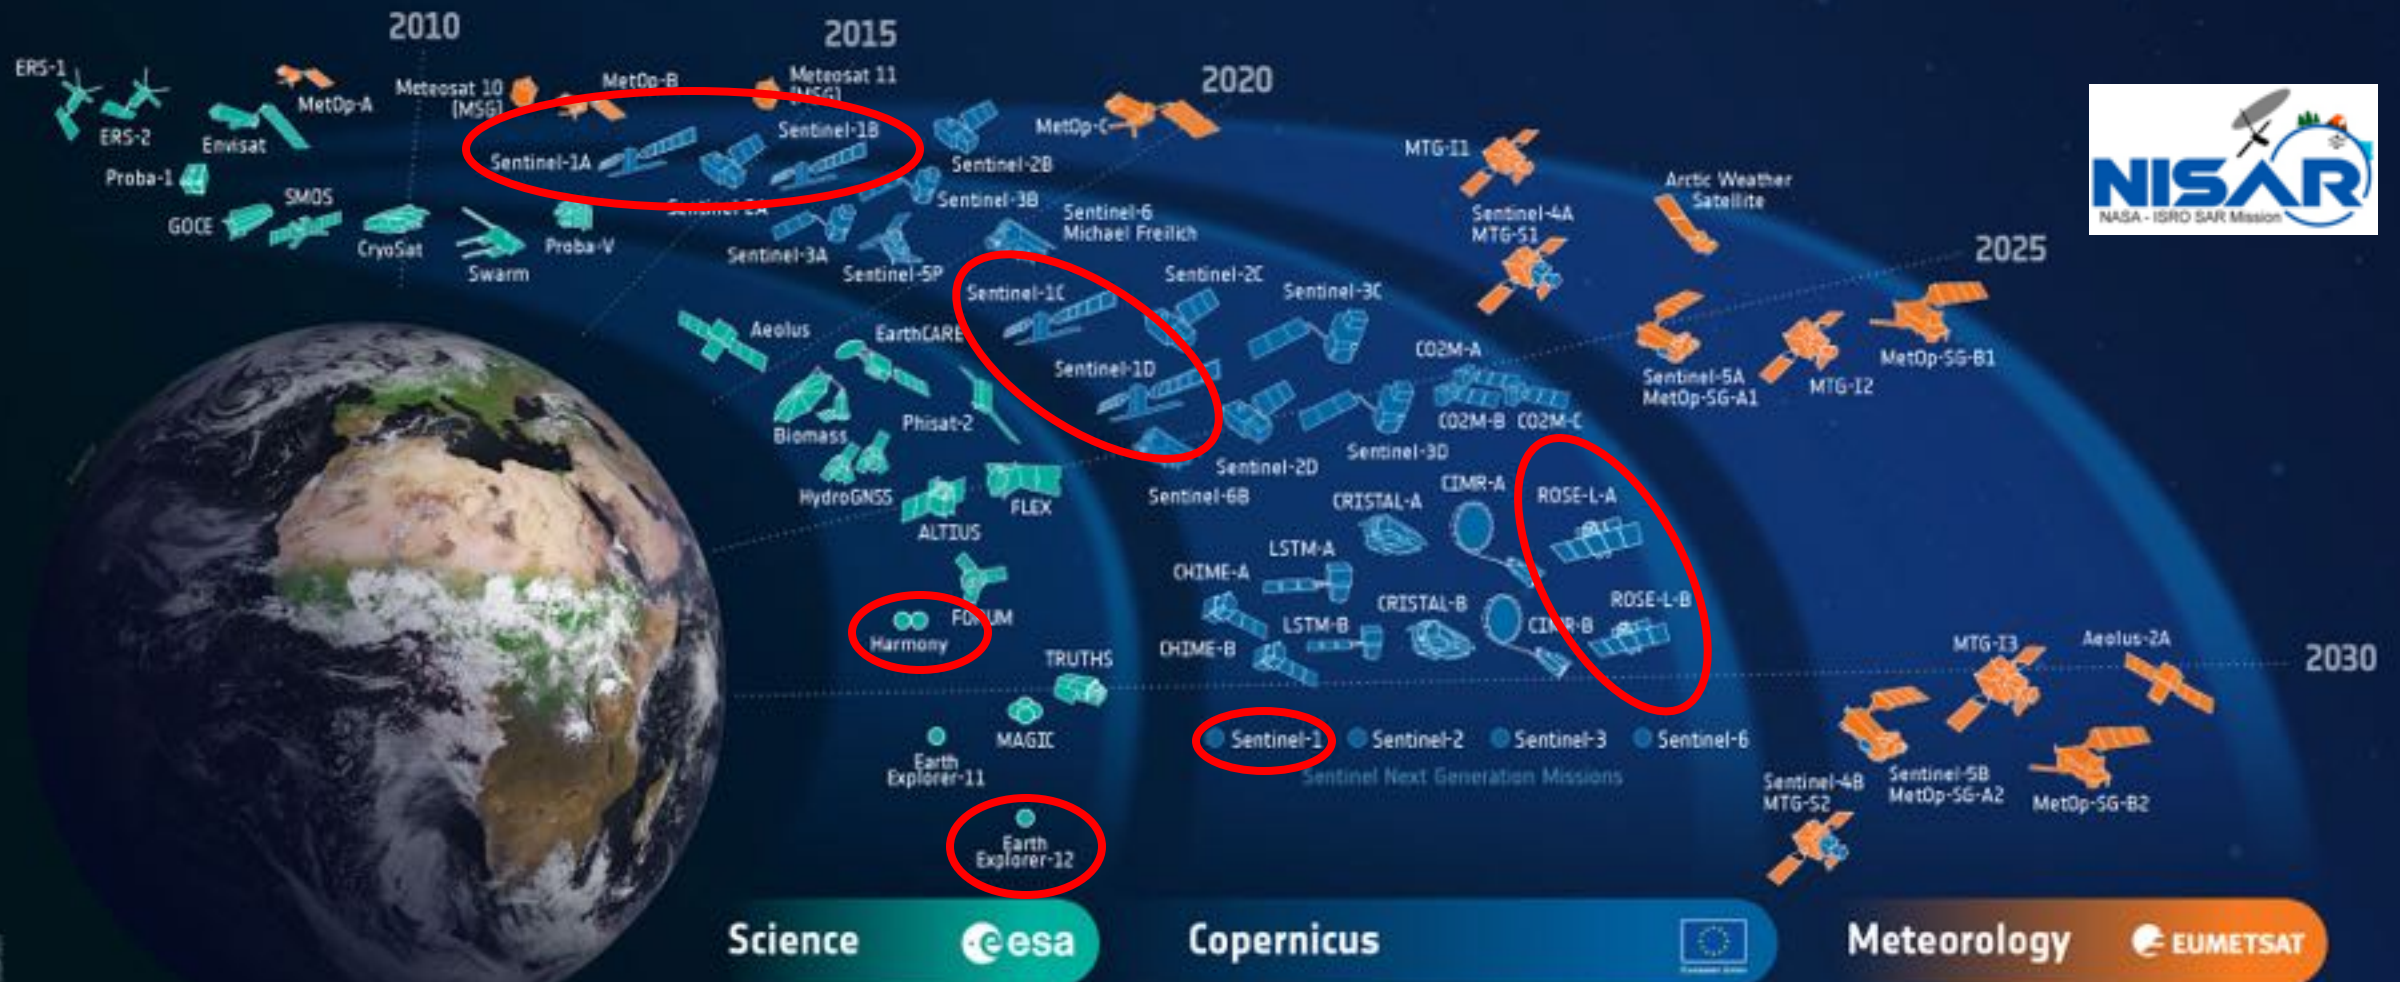 2010
2015
2020
2025
2030
ERS-1
ERS-2
Envisat
MetOp-A
Meteosat 10
(MSG)
MetOp-B
Meteosat 11
(MSG)
Proba-1
GOCE
SMOS
CryoSat
Swarm
Proba-V
Sentinel-1A
Sentinel-1B
Sentinel-2A
Sentinel-2B
Sentinel-3A
Sentinel-3B
Sentinel-5P
Sentinel-6
Michael Freilich
MetOp-C
MTG-I1
Sentinel-4A
MTG-S1
Arctic Weather
Satellite
NISAR
NASA - ISRO SAR Mission
Aeolus
EarthCARE
Biomass
Phisat-2
HydroGNSS
ALTIUS
FLEX
Sentinel-1C
Sentinel-1D
Sentinel-2C
Sentinel-3C
Sentinel-2D
Sentinel-3D
Sentinel-6B
CO2M-A
CO2M-B
CO2M-C
Sentinel-5A
MetOp-SG-A1
MTG-I2
MetOp-SG-B1
CRISTAL-A
CIMR-A
ROSE-L-A
CHIME-A
LSTM-A
CHIME-B
LSTM-B
CRISTAL-B
CIMR-B
ROSE-L-B
FORUM
Harmony
TRUTHS
MAGIC
Earth
Explorer-11
Earth
Explorer-12
Sentinel-1
Sentinel-2
Sentinel-3
Sentinel-6
Sentinel Next Generation Missions
MTG-I3
Aeolus-2A
Sentinel-4B
MTG-S2
Sentinel-5B
MetOp-SG-A2
MetOp-SG-B2
Science
esa
Copernicus
Meteorology
EUMETSAT